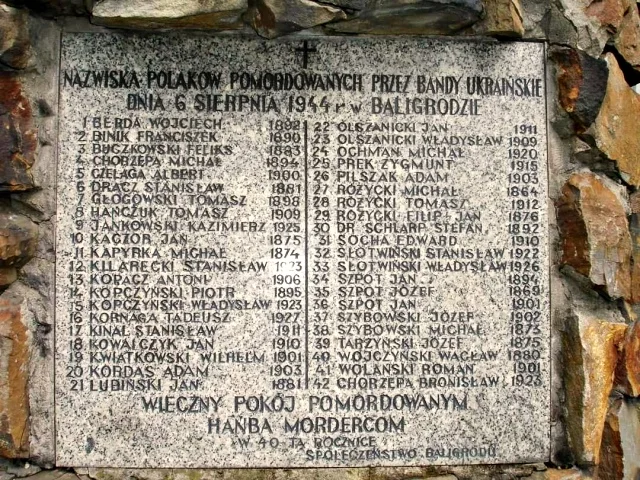 NAZWISKA POLAKÓW POMORDOWANYCH PRZEZ BANDY UKRAIŃSKIE
DNIA 6 SIERPNIA 1944 r w BALIGRODZIE
1 BERDA WOJCIECH 1892
2 BINIK FRANCISZEK 1890
3 BUCZKOWSKI FELIKS 1883
4 CHORZĘPA MICHAŁ 1894
5 CZELAGA ALBERT 1900
6 DRACZ STANISŁAW 1881
7 GŁOGOWSKI TOMASZ 1898
8 HAŃCZUK TOMASZ 1909
9 JANKOWSKI KAZIMIERZ 1925
10 KACZOR JAN 1875
11 KAPYRKA MICHAŁ 1874
12 KILARECKI STANISŁAW
13 KOPACZ ANTONI 1906
14 KOPCZYŃSKI PIOTR 1895
15 KOPCZYŃSKI WŁADYSŁAW 1923
16 KORNAGA TADEUSZ 1927
17 KINAL STANISŁAW 1911
18 KOWALCZYK JAN 1910
19 KWIATKOWSKI WILHELM 1901
20 KORDAS ADAM 1903
21 LUBIŃSKI JAN 1881
22 OLSZANICKI JAN 1911
23 OLSZANICKI WŁADYSŁAW 1909
24 OCHMAN MICHAŁ 1920
25 PREK ZYGMUNT 1915
26 PILSZAK ADAM 1903
27 RÓŻYCKI MICHAŁ 1864
28 RÓŻYCKI TOMASZ 1912
29 RÓŻYCKI FILIP JAN 1876
30 DR SCHLARP STEFAN 1892
31 SOCHA EDWARD 1910
32 SŁOTWIŃSKI STANISŁAW 1922
33 SŁOTWIŃSKI WŁADYSŁAW 1926
34 SZPOT JAN 1894
35 SZPOT JÓZEF 1869
36 SZPOT JAN 1901
37 SZYBOWSKI JÓZEF 1902
38 SZYBOWSKI MICHAŁ 1873
39 TARZYŃSKI JÓZEF 1875
40 WÓJCZYŃSKI WACŁAW 1880
41 WOLAŃSKI ROMAN 1901
42 CHORZEPA BRONISŁAW 1923
WIECZNY POKÓJ POMORDOWANYM
HAŃBA MORDERCOM
W 40-TĄ ROCZNICĘ
SPOŁECZEŃSTWO BALIGRODU